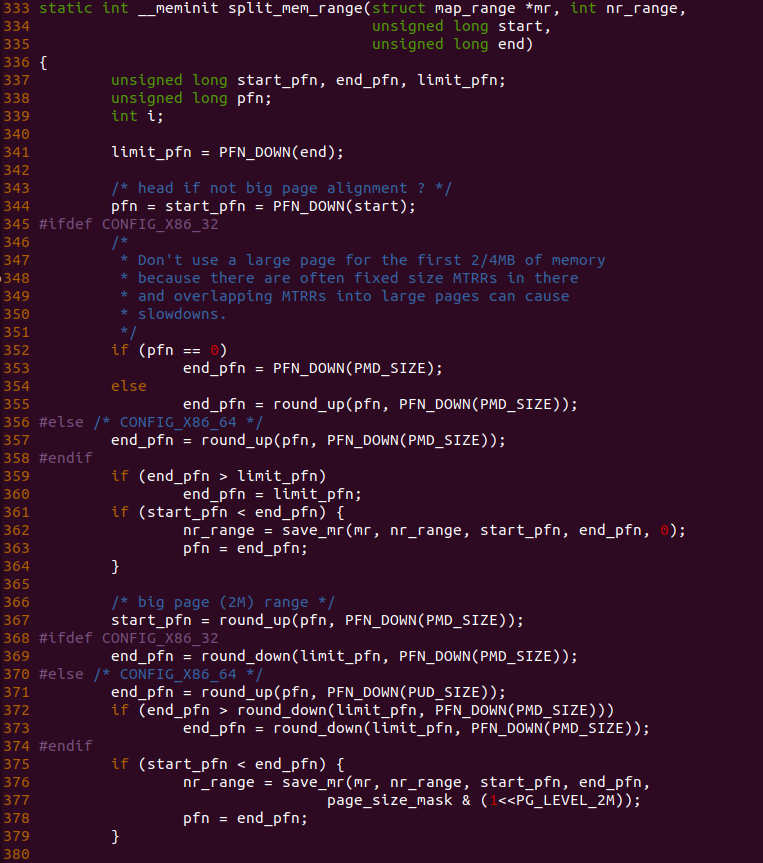 333 static int __meminit split_mem_range(struct map_range *mr, int nr_range,
334                                      unsigned long start,
335                                      unsigned long end)
336 {
337         unsigned long start_pfn, end_pfn, limit_pfn;
338         unsigned long pfn;
339         int i;
340
341         limit_pfn = PFN_DOWN(end);
342
343         /* head if not big page alignment ? */
344         pfn = start_pfn = PFN_DOWN(start);
345 #ifdef CONFIG_X86_32
346         /*
347          * Don't use a large page for the first 2/4MB of memory
348          * because there are often fixed size MTRRs in there
349          * and overlapping MTRRs into large pages can cause
350          * slowdowns.
351          */
352         if (pfn == 0)
353                 end_pfn = PFN_DOWN(PMD_SIZE);
354         else
355                 end_pfn = round_up(pfn, PFN_DOWN(PMD_SIZE));
356 #else /* CONFIG_X86_64 */
357         end_pfn = round_up(pfn, PFN_DOWN(PMD_SIZE));
358 #endif
359         if (end_pfn > limit_pfn)
360                 end_pfn = limit_pfn;
361         if (start_pfn < end_pfn) {
362                 nr_range = save_mr(mr, nr_range, start_pfn, end_pfn, 0);
363                 pfn = end_pfn;
364         }
365
366         /* big page (2M) range */
367         start_pfn = round_up(pfn, PFN_DOWN(PMD_SIZE));
368 #ifdef CONFIG_X86_32
369         end_pfn = round_down(limit_pfn, PFN_DOWN(PMD_SIZE));
370 #else /* CONFIG_X86_64 */
371         end_pfn = round_up(pfn, PFN_DOWN(PUD_SIZE));
372         if (end_pfn > round_down(limit_pfn, PFN_DOWN(PMD_SIZE)))
373                 end_pfn = round_down(limit_pfn, PFN_DOWN(PMD_SIZE));
374 #endif
375         if (start_pfn < end_pfn) {
376                 nr_range = save_mr(mr, nr_range, start_pfn, end_pfn,
377                                 page_size_mask & (1<<PG_LEVEL_2M));
378                 pfn = end_pfn;
379         }
380